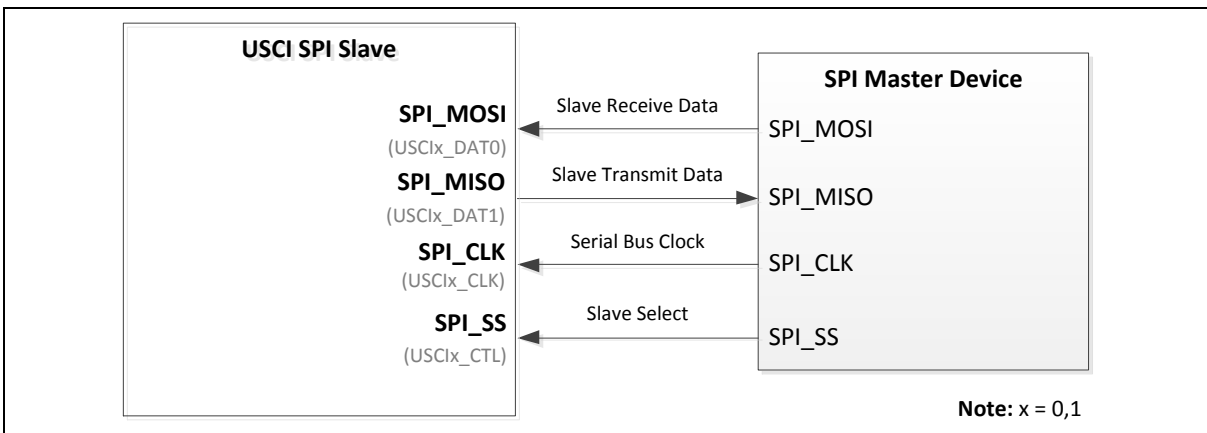 USCI SPI Slave
SPI_MOSI
(USCIx_DAT0)
SPI_MISO
(USCIx_DAT1)
SPI_CLK
(USCIx_CLK)
SPI_SS
(USCIx_CTL)
Slave Receive Data
Slave Transmit Data
Serial Bus Clock
Slave Select
SPI Master Device
SPI_MOSI
SPI_MISO
SPI_CLK
SPI_SS
Note: x = 0,1